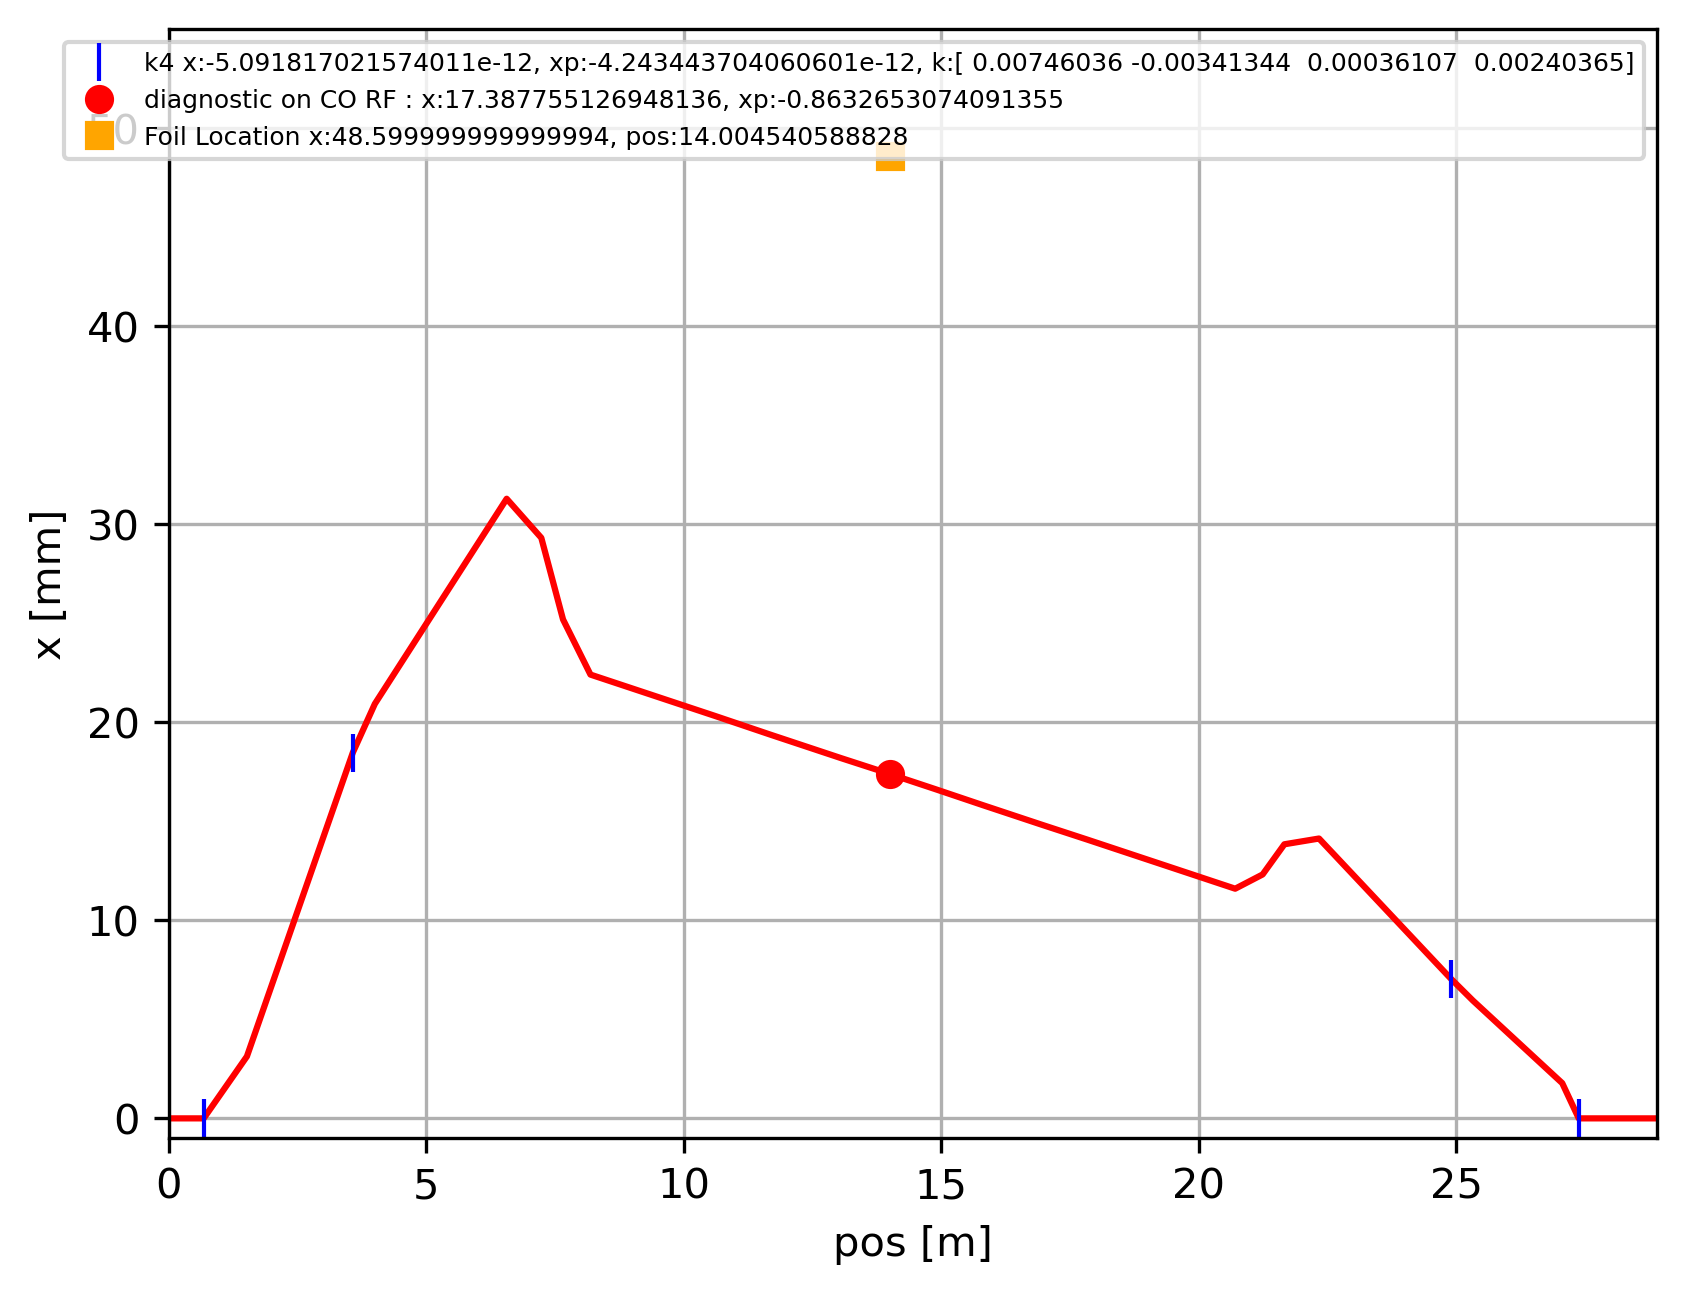 k4 x:-5.091817021574011e-12, xp:-4.243443704060601e-12, k:[ 0.00746036 -0.00341344  0.00036107  0.00240365]
diagnostic on CO RF : x:17.387755126948136, xp:-0.8632653074091355
Foil Location x:48.599999999999994, pos:14.004540588828
50
40
30
20
10
0
x [mm]
0 5 10 15 20 25
pos [m]